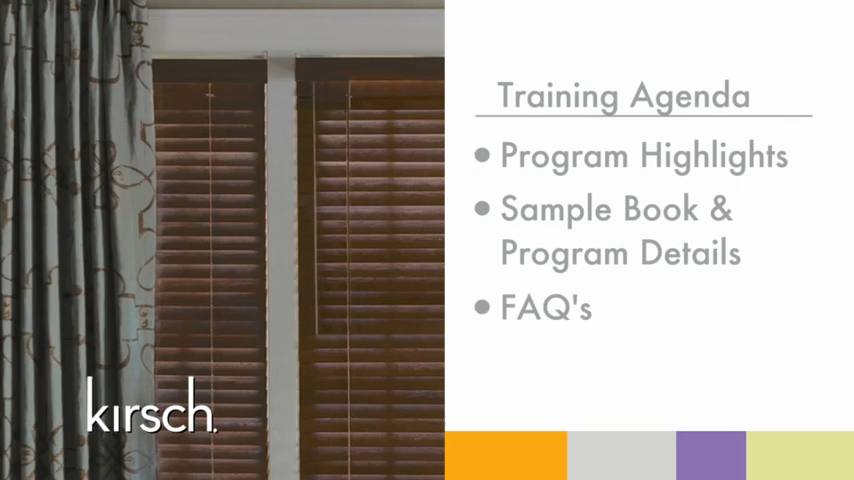 Training Agenda
• Program Highlights
• Sample Book &
Program Details
• FAQ's
kirsch.